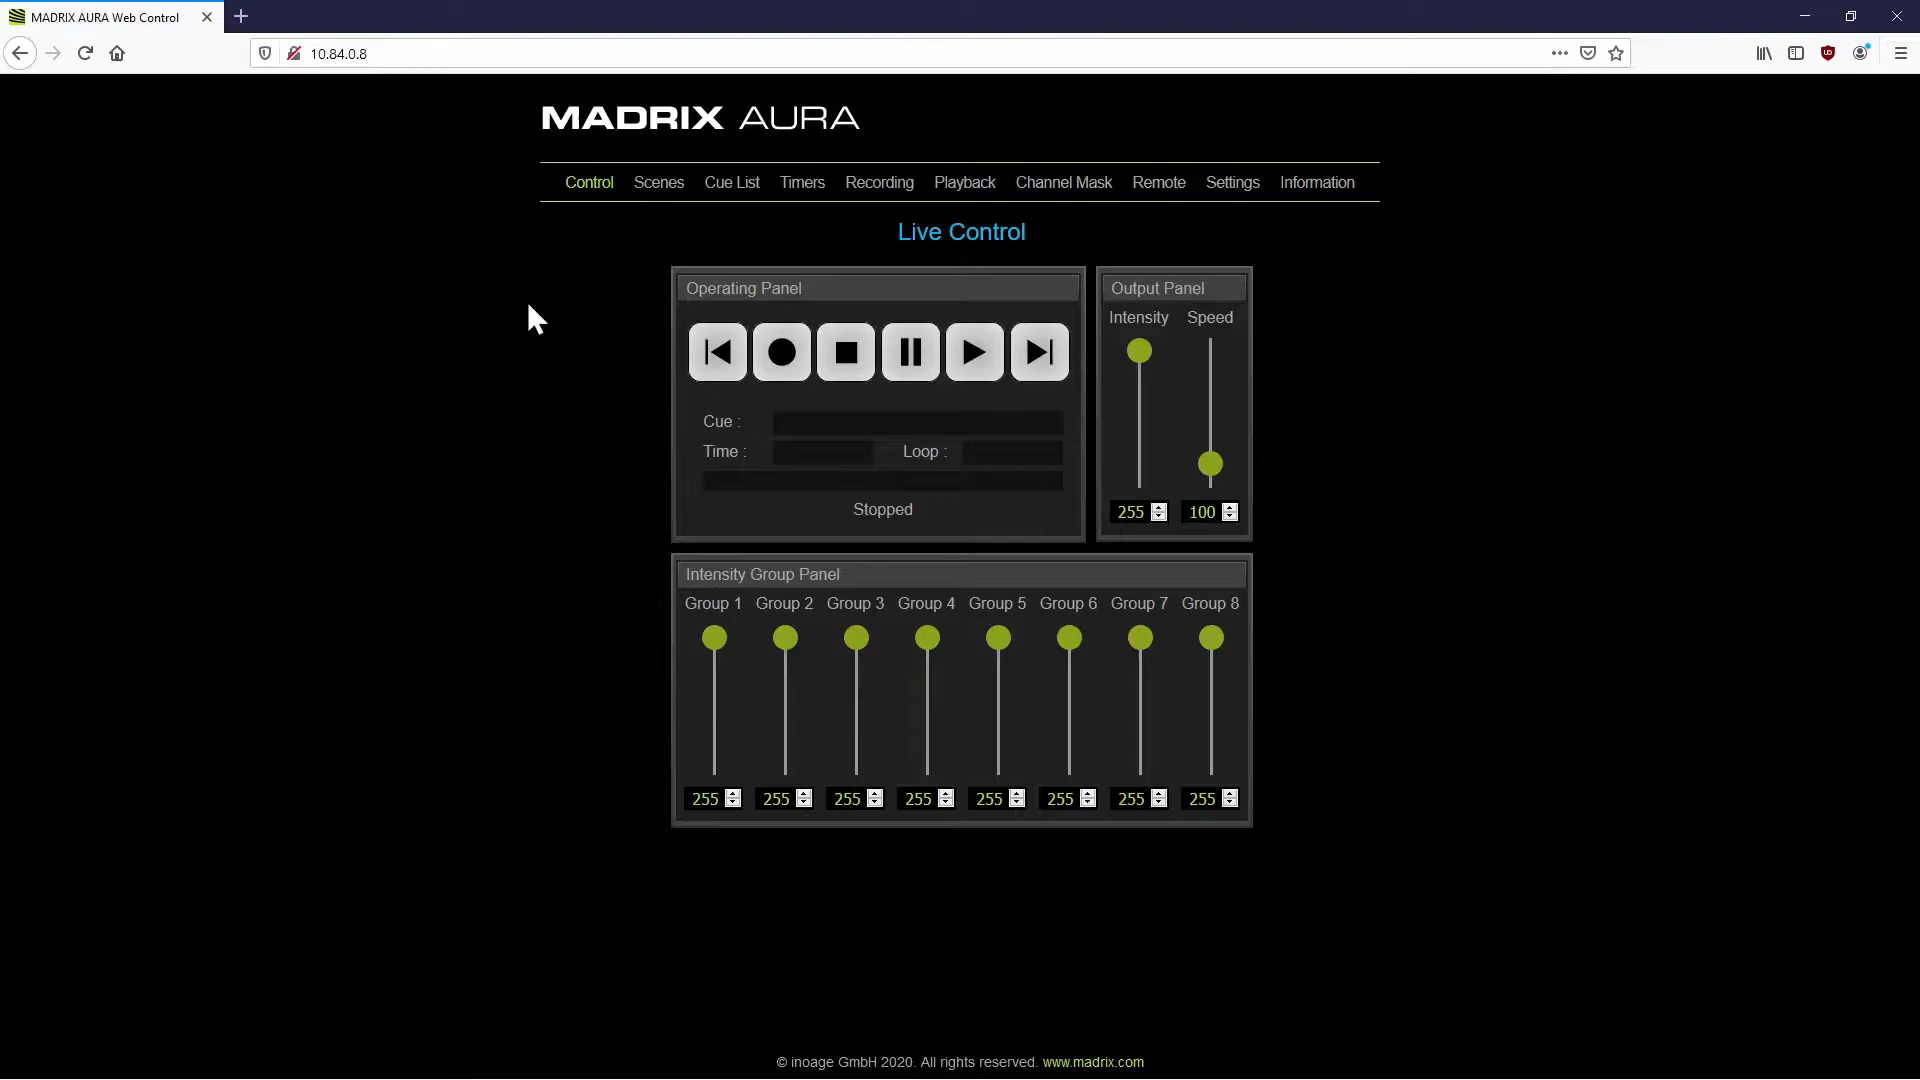 MADRIX AURA Web Control
10.84.0.8
MADRIX AURA
Control Scenes Cue List Timers Recording Playback Channel Mask Remote Settings Information
Live Control
Operating Panel
Output Panel
Intensity Speed
Cue :
Time : Loop :
Stopped
255 100
Intensity Group Panel
Group 1 Group 2 Group 3 Group 4 Group 5 Group 6 Group 7 Group 8
255 255 255 255 255 255 255 255
© inoage GmbH 2020. All rights reserved. www.madrix.com